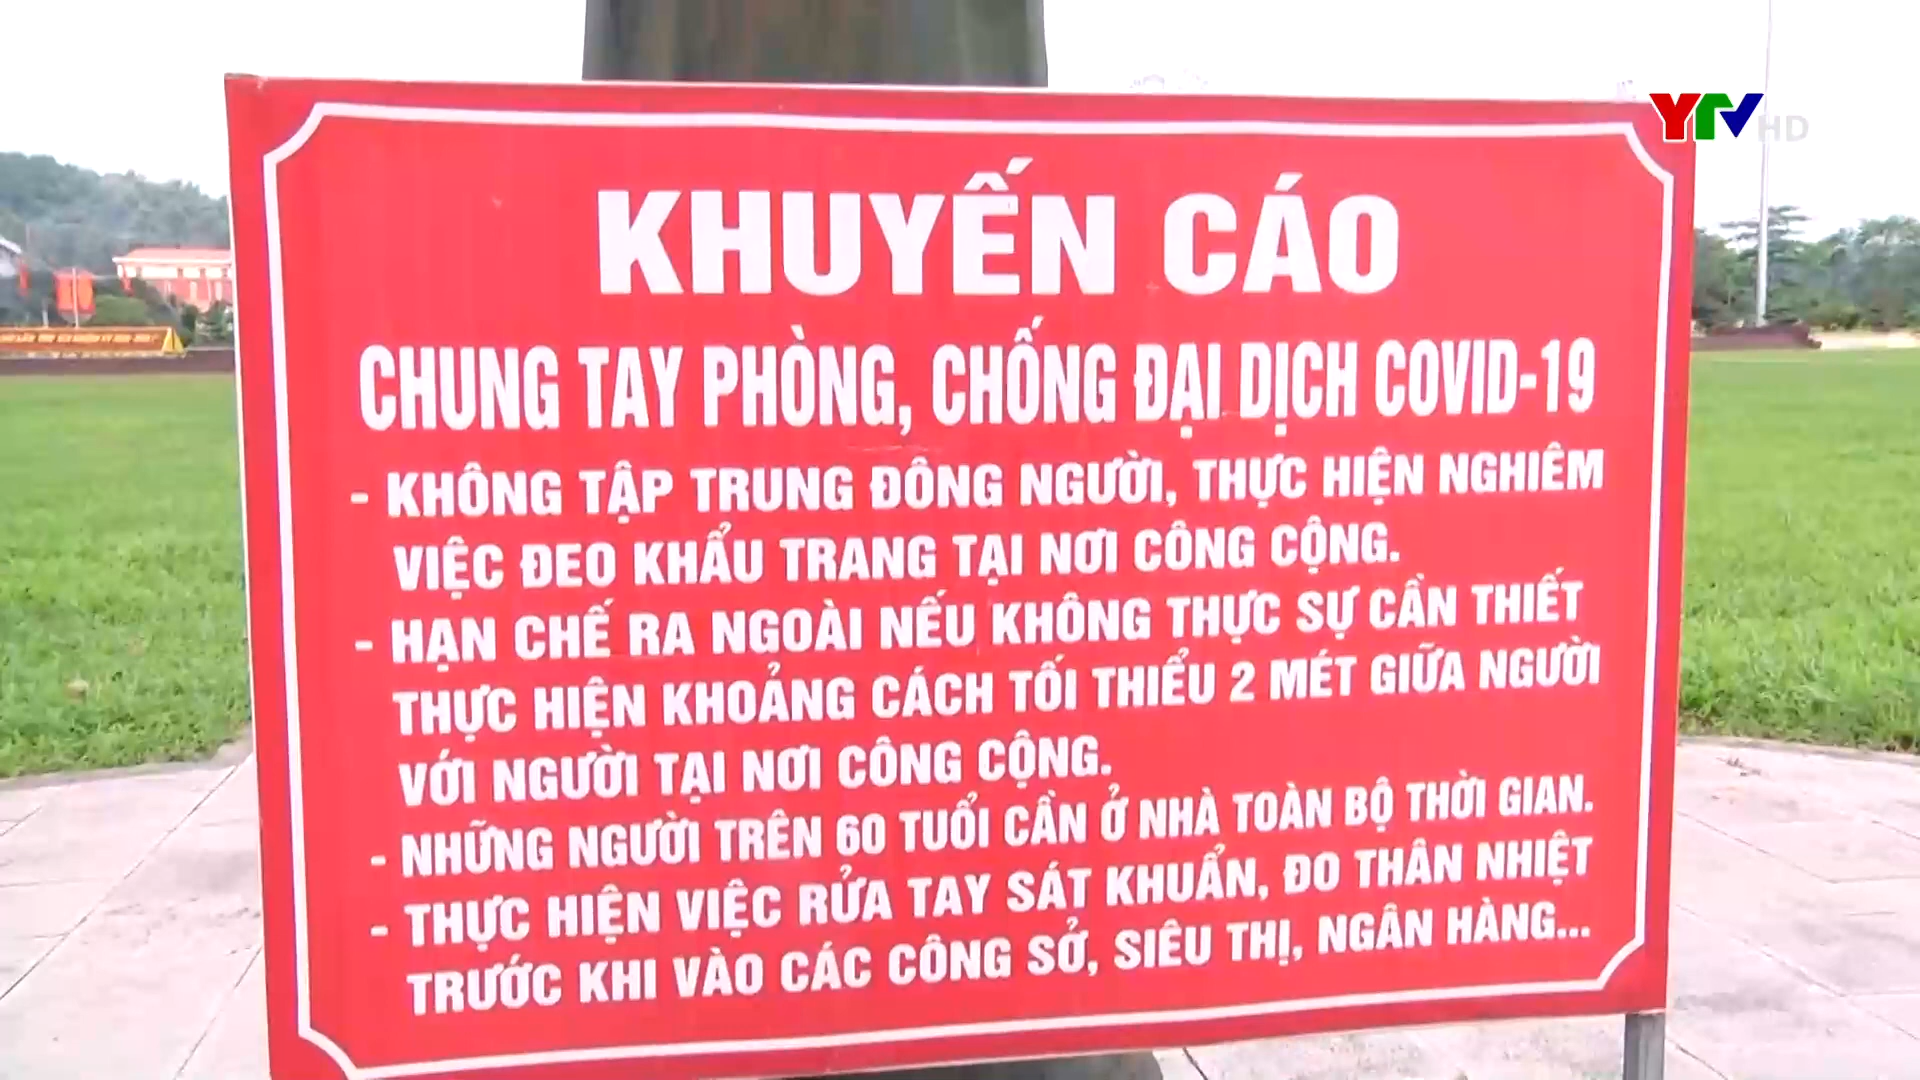 YTV HD
KHUYẾN CÁO
CHUNG TAY PHÒNG, CHỐNG ĐẠI DỊCH COVID-19
- KHÔNG TẬP TRUNG ĐÔNG NGƯỜI, THỰC HIỆN NGHIÊM
VIỆC ĐEO KHẨU TRANG TẠI NƠI CÔNG CỘNG.
- HẠN CHẾ RA NGOÀI NẾU KHÔNG THỰC SỰ CẦN THIẾT
THỰC HIỆN KHOẢNG CÁCH TỐI THIỂU 2 MÉT GIỮA NGƯỜI
VỚI NGƯỜI TẠI NƠI CÔNG CỘNG.
- NHỮNG NGƯỜI TRÊN 60 TUỔI CẦN Ở NHÀ TOÀN BỘ THỜI GIAN.
- THỰC HIỆN VIỆC RỬA TAY SÁT KHUẨN, ĐO THÂN NHIỆT
TRƯỚC KHI VÀO CÁC CÔNG SỞ, SIÊU THỊ, NGÂN HÀNG...